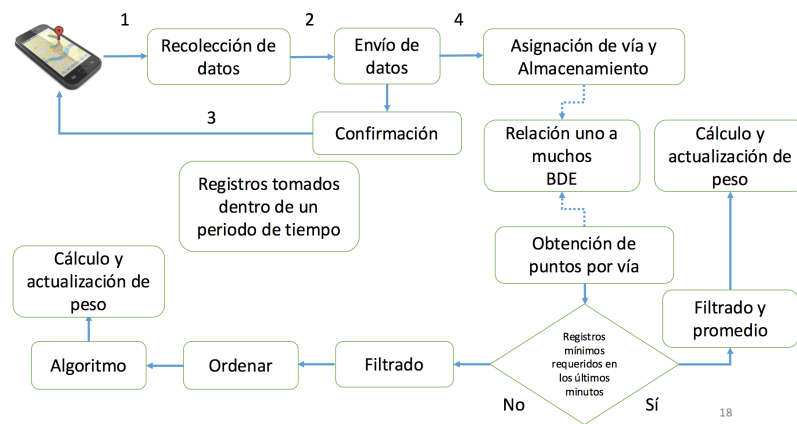 1
2
4
Recolección de
datos
Envío de
datos
Asignación de vía y
Almacenamiento
3
Confirmación
Relación uno a
muchos
BDE
Cálculo y
actualización de
peso
Registros tomados
dentro de un
periodo de tiempo
Obtención de
puntos por vía
Cálculo y
actualización de
peso
Filtrado y
promedio
Algoritmo
Ordenar
Filtrado
Registros
mínimos
requeridos en
los últimos
minutos
No
Sí
18